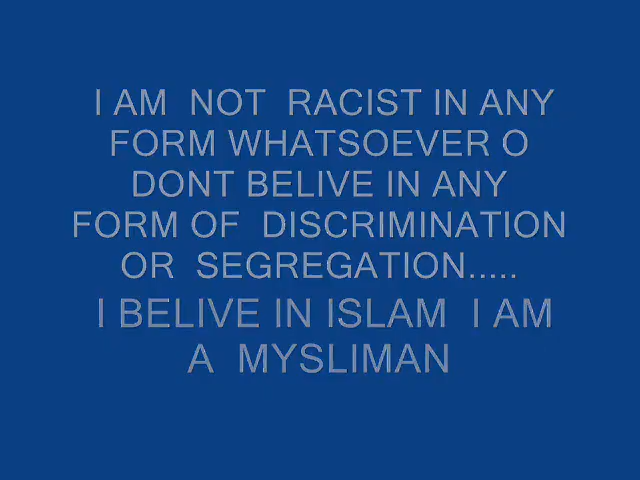 I AM NOT RACIST IN ANY
FORM WHATSOEVER O
DONT BELIVE IN ANY
FORM OF DISCRIMINATION
OR SEGREGATION.....
I BELIVE IN ISLAM I AM
A MYSLIMAN